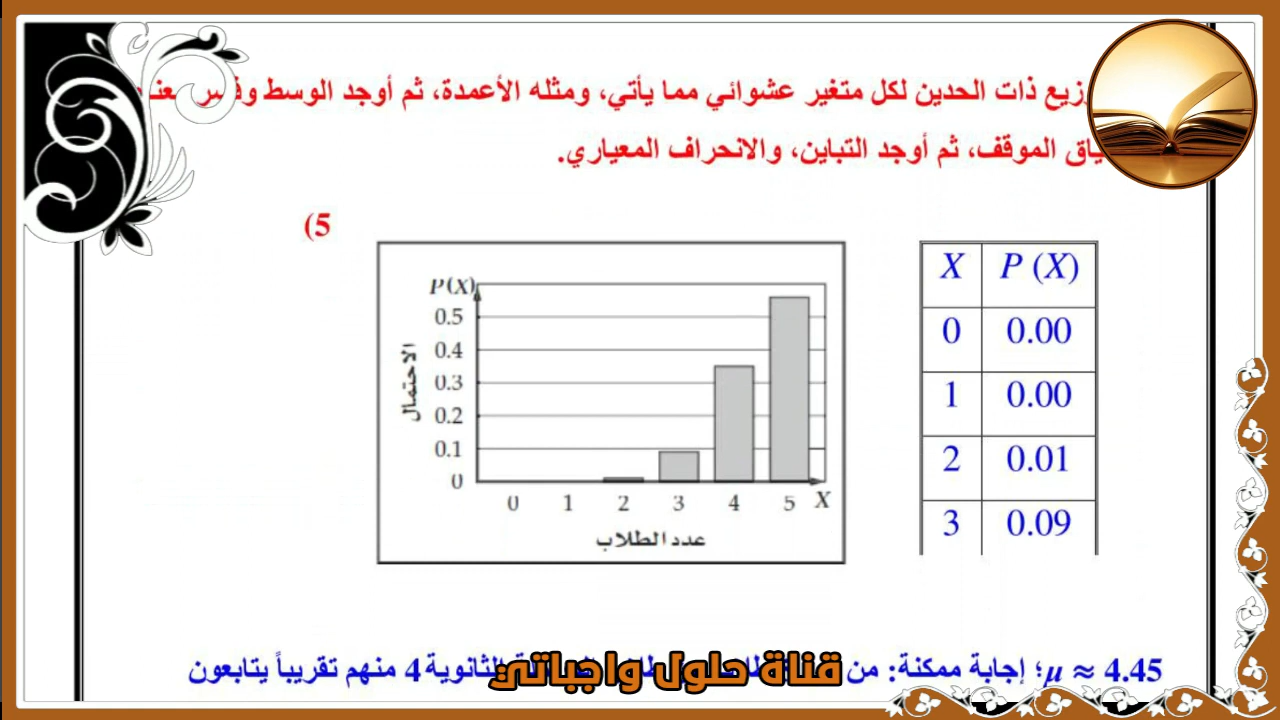 ذات الحدين لكل متغير عشوائي مما يأتي، ومثله الأعمدة، ثم أوجد الوسط
الموقف، ثم أوجد التباين، والانحراف المعياري.
(5
P(X)
0.5
0.4
0.3
0.2
0.1
0
الاحتمال
0 1 2 3 4 5 X
عدد الطلاب
X P (X)
0 0.00
1 0.00
2 0.01
3 0.09
μ ≈ 4.45؛ إجابة ممكنة: من الثانوية 4 منهم تقريباً يتابعون
قناة حلول واجباتي